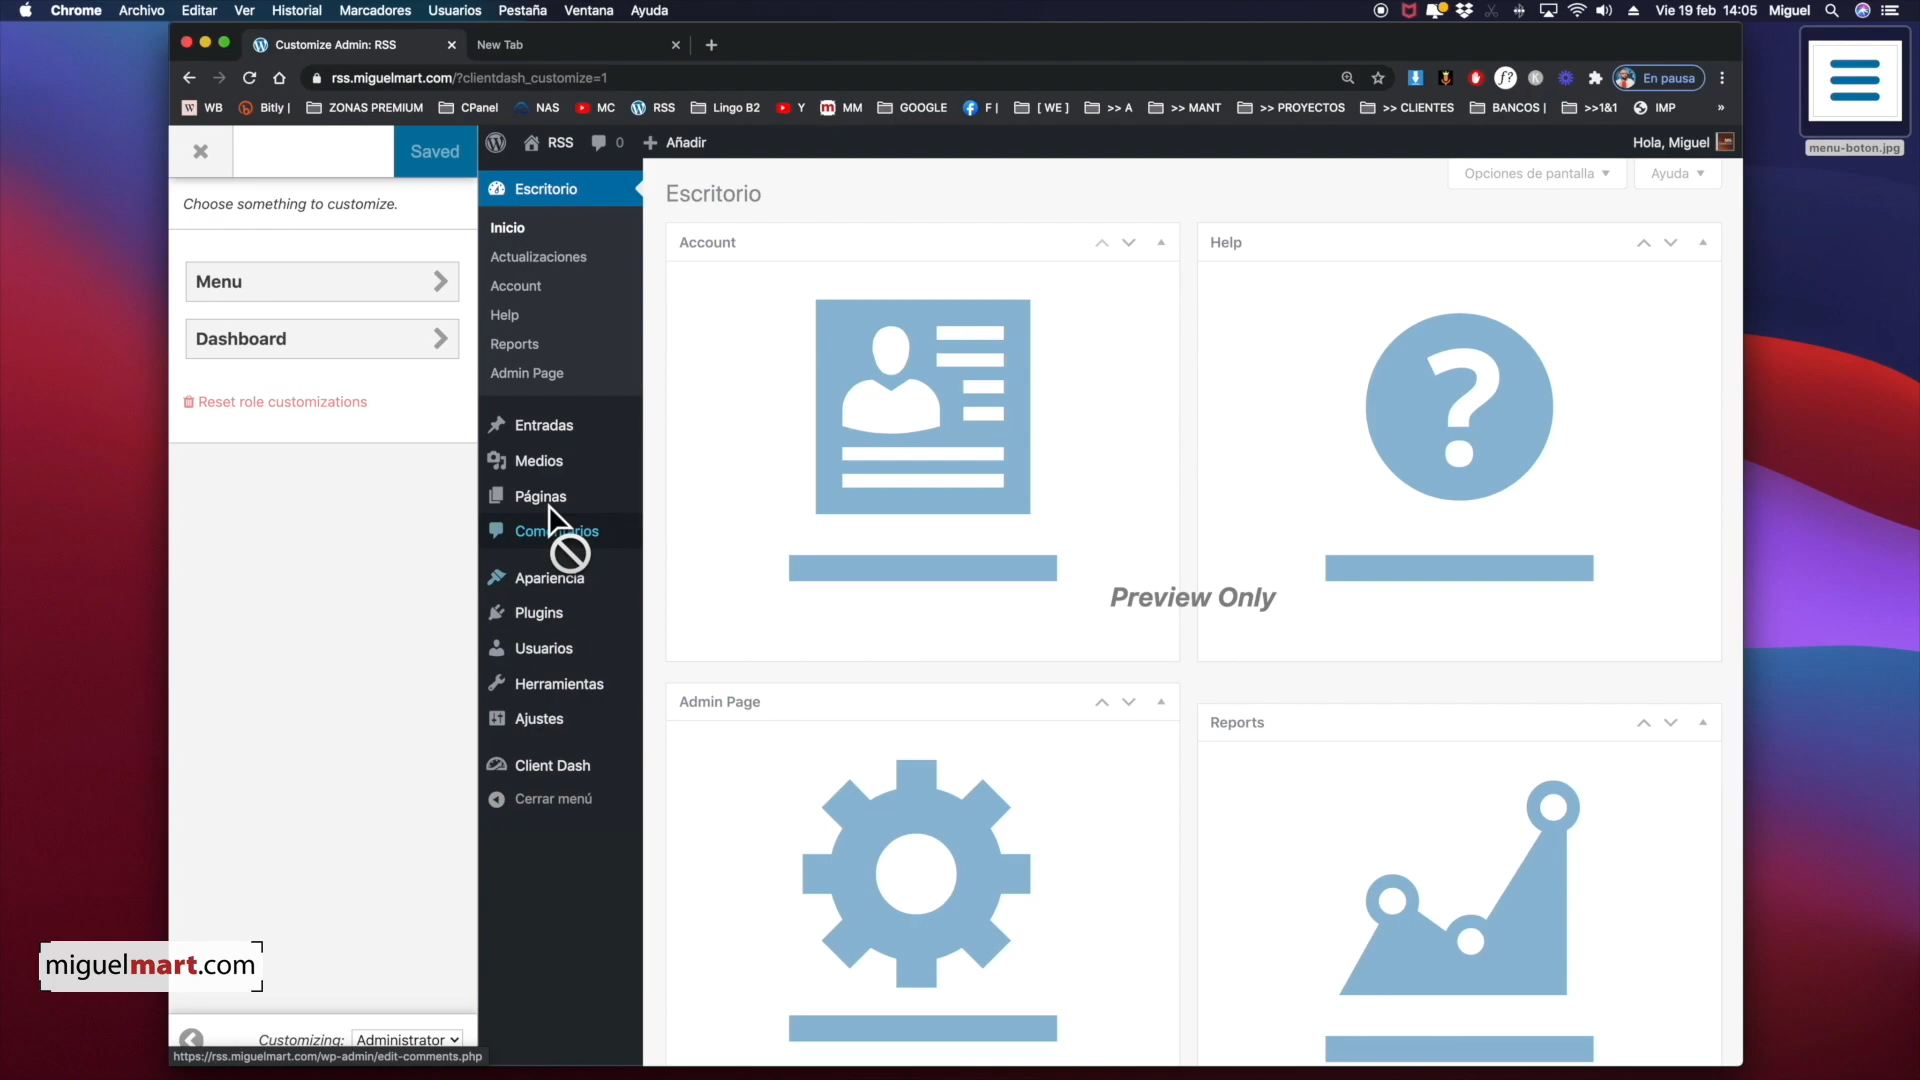 Chrome Archivo Editar Ver Historial Marcadores Usuarios Pestaña Ventana Ayuda Vie 19 feb 14:05 Miguel
Customize Admin: RSS New Tab
rss.miguelmart.com/?clientdash_customize=1 En pausa
WB Bitly | ZONAS PREMIUM CPanel NAS MC RSS Lingo B2 Y MM GOOGLE F | [ WE ] >> A >> MANT >> PROYECTOS >> CLIENTES BANCOS | >>1&1 IMP »
menu-boton.jpg
Saved
RSS 0 Añadir Hola, Miguel
Choose something to customize.
Menu
Dashboard
Reset role customizations
Customizing: Administrator
https://rss.miguelmart.com/wp-admin/edit-comments.php
Escritorio
Inicio
Actualizaciones
Account
Help
Reports
Admin Page
Entradas
Medios
Páginas
Apariencia
Plugins
Usuarios
Herramientas
Ajustes
Client Dash
Cerrar menú
Opciones de pantalla Ayuda
Escritorio
Account
Help
Preview Only
Admin Page
Reports
miguelmart.com